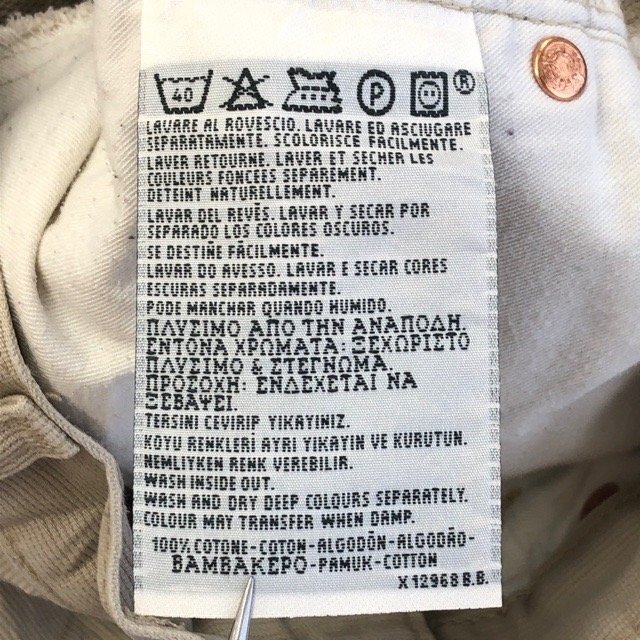 40 P ®
LAVARE AL ROVESCIO. LAVARE ED ASCIUGARE
SEPARATAMENTE. SCOLORISCE FACILMENTE.
LAVER RETOURNE. LAVER ET SECHER LES
COULEURS FONCÉES SEPARÉMENT.
DETEINT NATURELLEMENT.
LAVAR DEL REVÉS. LAVAR Y SECAR POR
SEPARADO LOS COLORES OSCUROS.
SE DESTIÑE FÁCILMENTE.
LAVAR DO AVESSO. LAVAR E SECAR CORES
ESCURAS SEPARADAMENTE.
PODE MANCHAR QUANDO HUMIDO.
ΠΛΥΣΙΜΟ ΑΠΟ ΤΗΝ ΑΝΑΠΟΔΗ.
ΕΝΤΟΝΑ ΧΡΩΜΑΤΑ: ΞΕΧΩΡΙΣΤΟ
ΠΛΥΣΙΜΟ & ΣΤΕΓΝΩΜΑ.
ΠΡΟΣΟΧΗ: ΕΝΔΕΧΕΤΑΙ ΝΑ
ΞΕΒΑΨΕΙ.
TERSINI CEVIRIP YIKAYINIZ.
KOYU RENKLERI AYRI YIKAYIN VE KURUTUN.
NEMLIYKEN RENK VEREBILIR.
WASH INSIDE OUT.
WASH AND DRY DEEP COLOURS SEPARATELY.
COLOUR MAY TRANSFER WHEN DAMP.
100% COTONE-COTON-ALGODÓN-ALGODÃO-
ΒΑΜΒΑΚΕΡΟ-PAMUK-COTTON
X 12968 B.B.